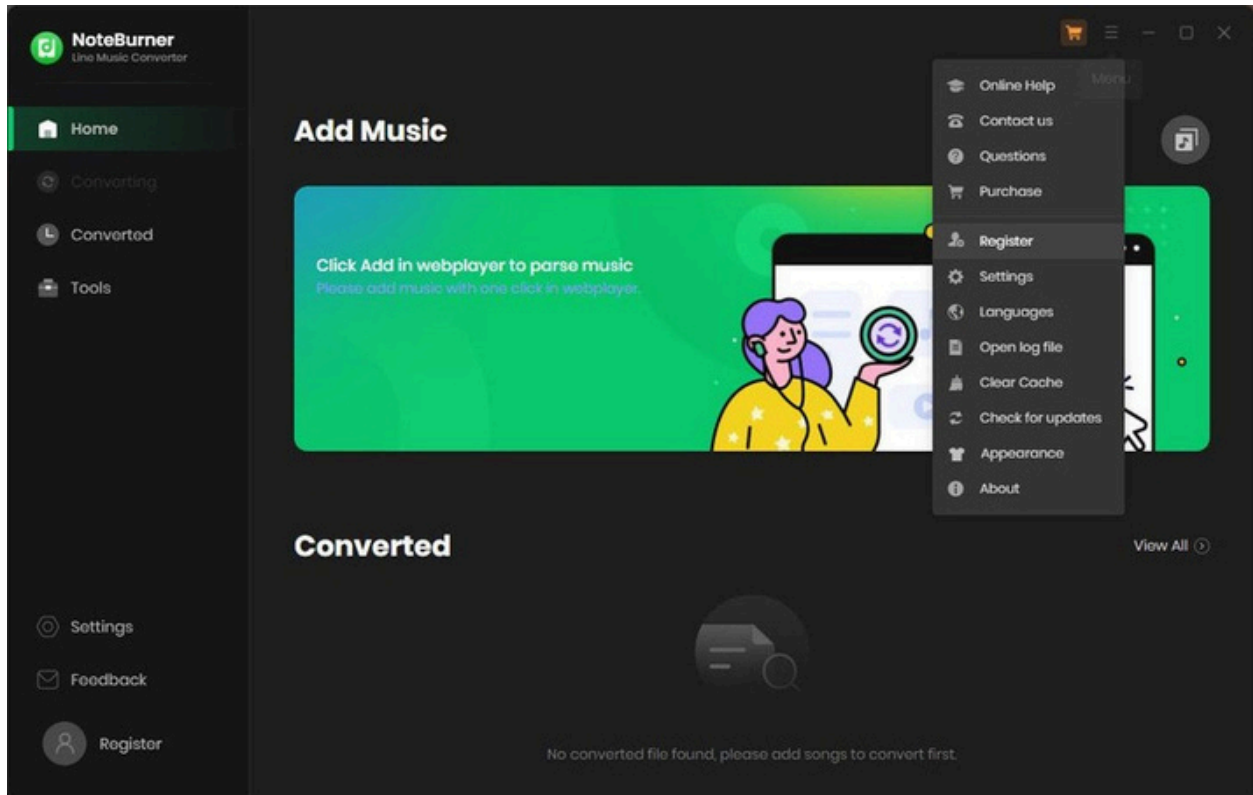 NoteBurner
Line Music Converter
Home
Converting
Converted
Tools
Settings
Feedback
Register
Add Music
Click Add in webplayer to parse music
Please add music with one click in webplayer.
Menu
Online Help
Contact us
Questions
Purchase
Register
Settings
Languages
Open log file
Clear Cache
Check for updates
Appearance
About
Converted
View All
No converted file found, please add songs to convert first.